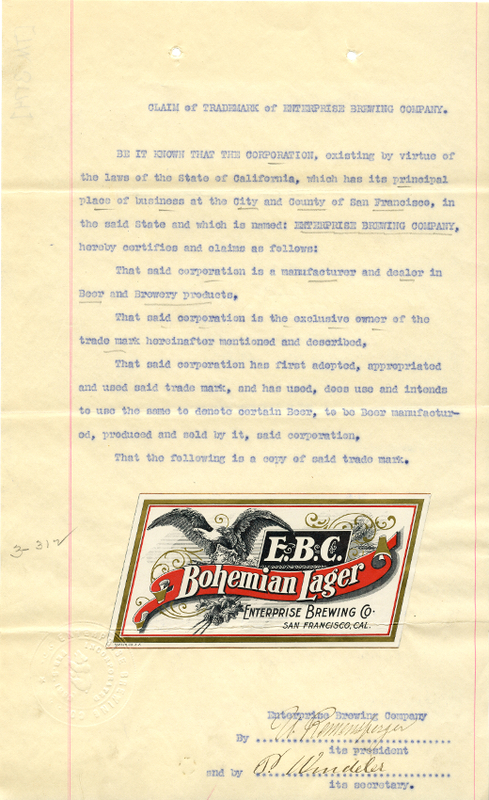 CLAIM of TRADEMARK of ENTERPRISE BREWING COMPANY.
BE IT KNOWN THAT THE CORPORATION, existing by virtue of
the laws of the State of California, which has its principal
place of business at the City and County of San Francisco, in
the said State and which is named: ENTERPRISE BREWING COMPANY,
hereby certifies and claims as follows:
That said corporation is a manufacturer and dealer in
Beer and Brewery products,
That said corporation is the exclusive owner of the
trade mark hereinafter mentioned and described,
That said corporation has first adopted, appropriated
and used said trade mark, and has used, does use and intends
to use the same to denote certain Beer, to be Beer manufactur-
ed, produced and sold by it, said corporation,
That the following is a copy of said trade mark.
3-312
E.B.C.
Bohemian Lager
ENTERPRISE BREWING CO.
SAN FRANCISCO, CAL.
Enterprise Brewing Company
By
its president
and by
its secretary.